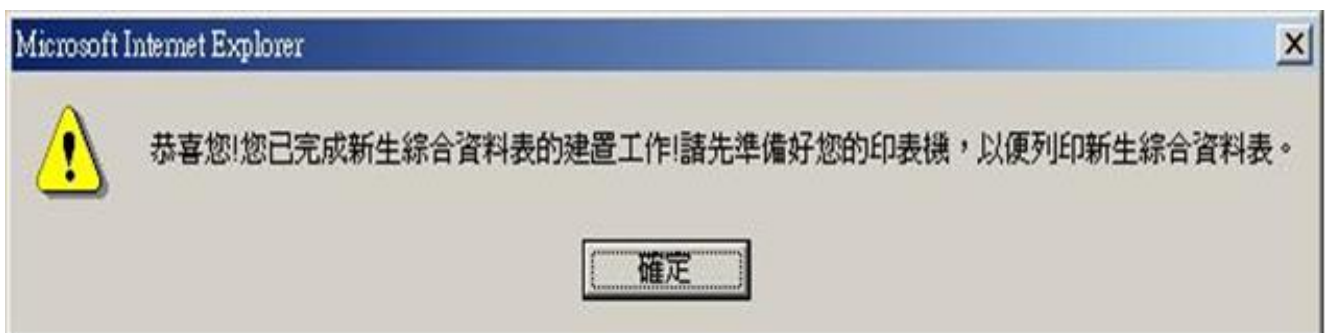 Microsoft Internet Explorer
恭喜您!您已完成新生綜合資料表的建置工作!請先準備好您的印表機，以便列印新生綜合資料表。
確定